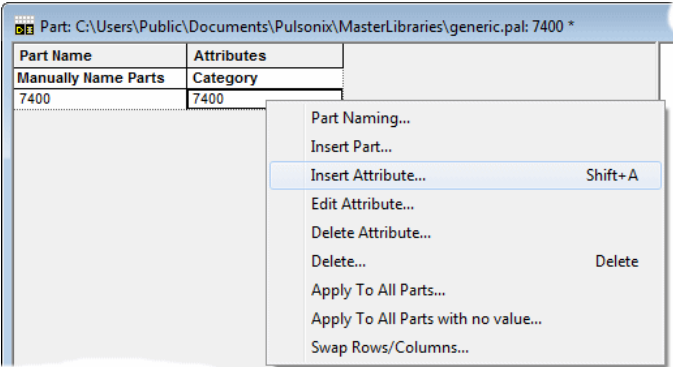 Part: C:\Users\Public\Documents\Pulsonix\MasterLibraries\generic.pal: 7400 *
Part Name Attributes
Manually Name Parts Category
7400 7400
Part Naming...
Insert Part...
Insert Attribute... Shift+A
Edit Attribute...
Delete Attribute...
Delete... Delete
Apply To All Parts...
Apply To All Parts with no value...
Swap Rows/Columns...